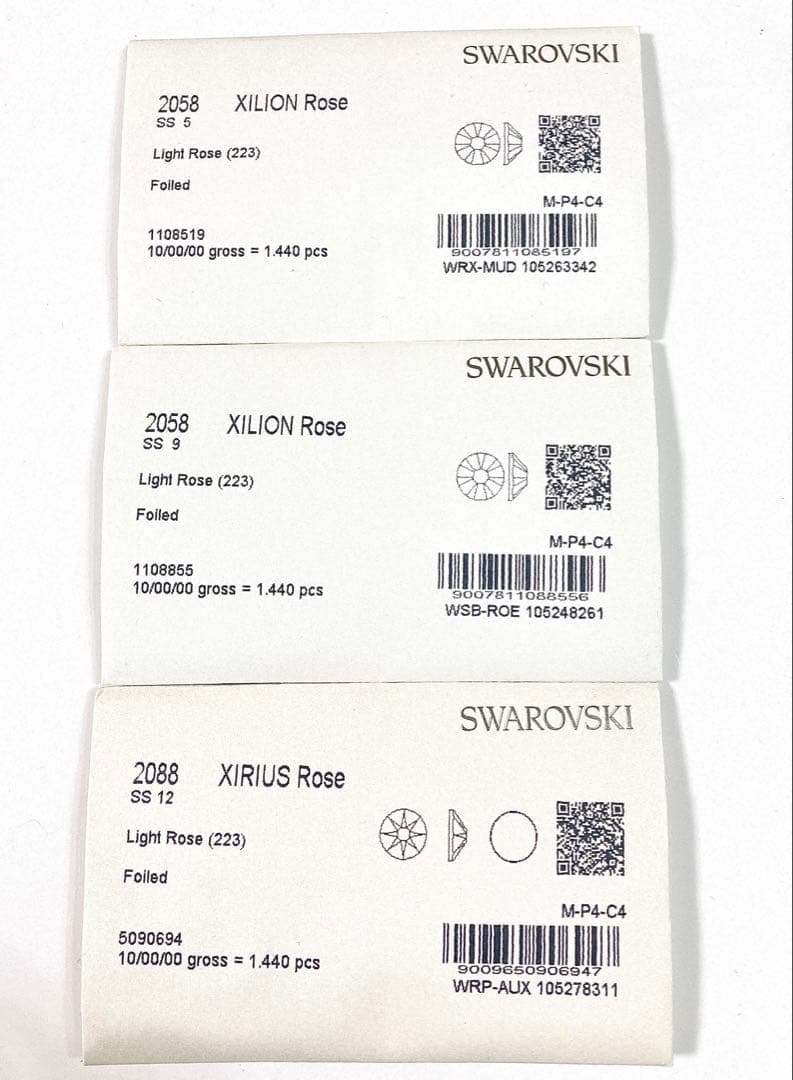 SWAROVSKI
2058 XILION Rose
SS 5
Light Rose (223)
Foiled
M-P4-C4
1108519
10/00/00 gross = 1.440 pcs
9007811085197
WRX-MUD 105263342
SWAROVSKI
2058 XILION Rose
SS 9
Light Rose (223)
Foiled
M-P4-C4
1108855
10/00/00 gross = 1.440 pcs
9007811088556
WSB-ROE 105248261
SWAROVSKI
2088 XIRIUS Rose
SS 12
Light Rose (223)
Foiled
M-P4-C4
5090694
10/00/00 gross = 1.440 pcs
9009650906947
WRP-AUX 105278311